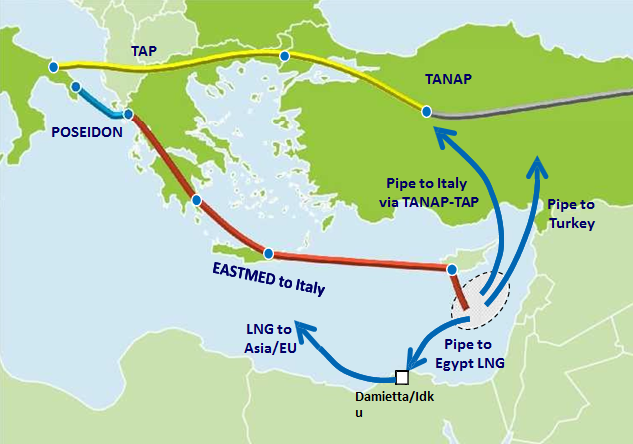 TAP
TANAP
POSEIDON
Pipe to Italy
via TANAP-TAP
Pipe to
Turkey
EASTMED to Italy
LNG to
Asia/EU
Pipe to
Egypt LNG
Damietta/Idk
u